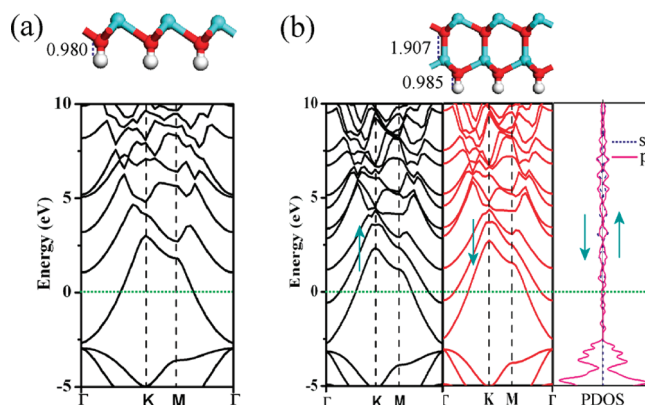 (a)
0.980
(b)
1.907
0.985
Energy (eV)
10
5
0
-5
Γ K M Γ
Energy (eV)
10
5
0
-5
Γ K M Γ K M Γ PDOS
s
p